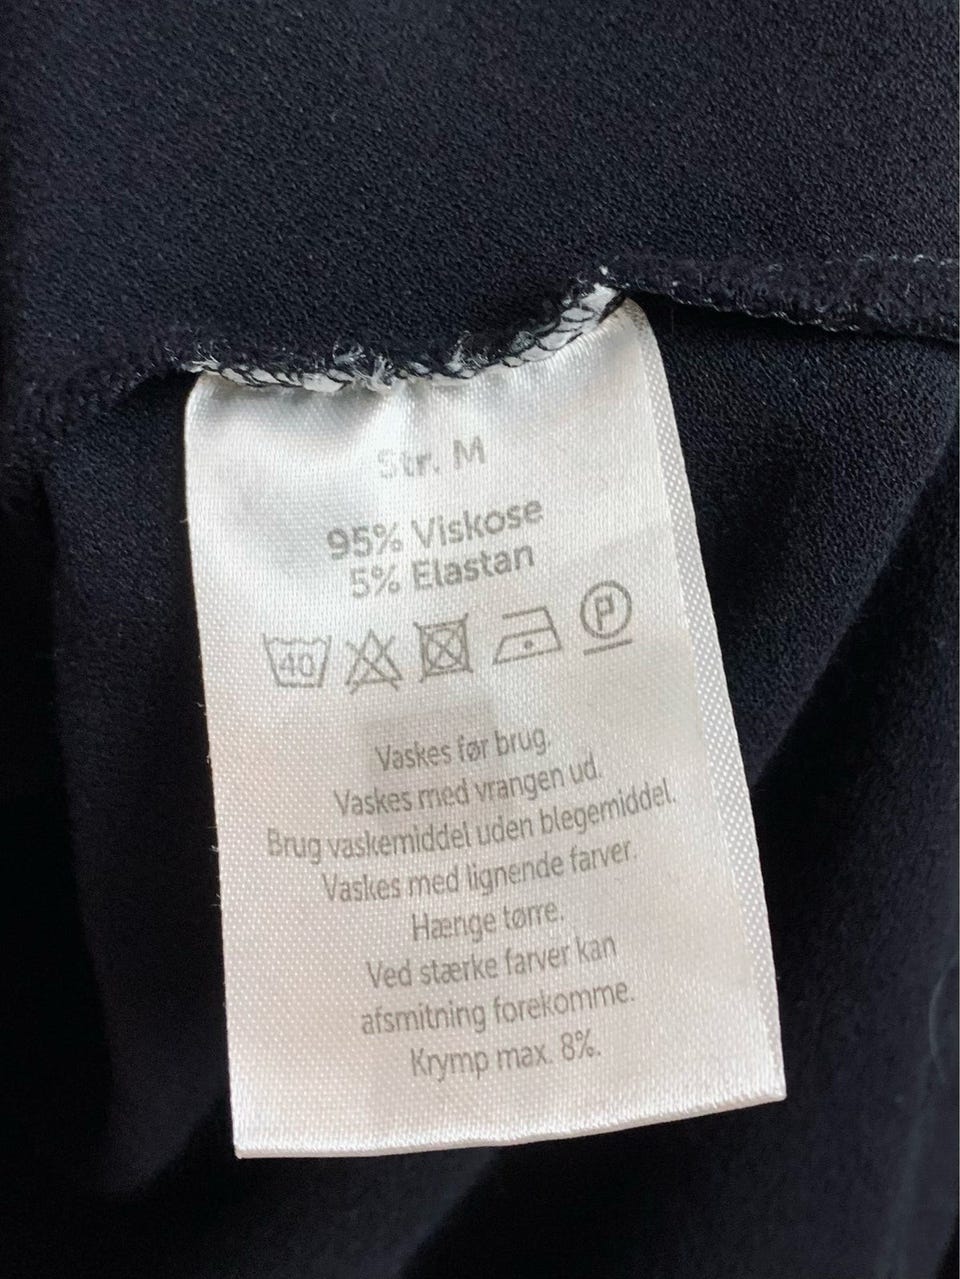 Str. M
95% Viskose
5% Elastan
40 P
Vaskes før brug.
Vaskes med vrangen ud.
Brug vaskemiddel uden blegemiddel.
Vaskes med lignende farver.
Hænge tørre.
Ved stærke farver kan
afsmitning forekomme.
Krymp max. 8%.